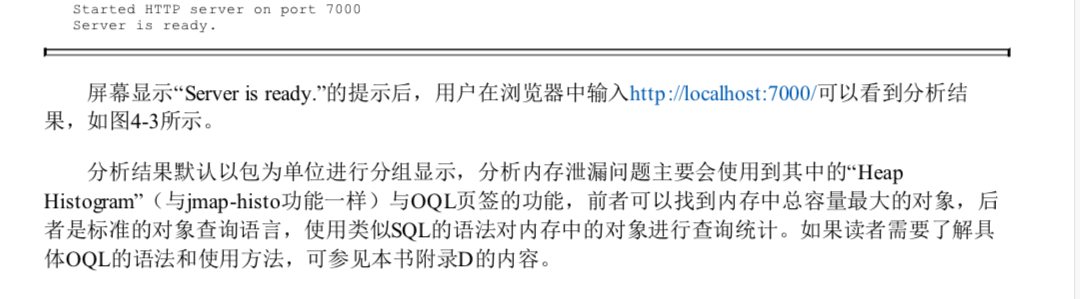 Started HTTP server on port 7000
Server is ready.
屏幕显示“Server is ready.”的提示后，用户在浏览器中输入http://localhost:7000/可以看到分析结
果，如图4-3所示。
分析结果默认以包为单位进行分组显示，分析内存泄漏问题主要会使用到其中的“Heap
Histogram”（与jmap-histo功能一样）与OQL页签的功能，前者可以找到内存中总容量最大的对象，后
者是标准的对象查询语言，使用类似SQL的语法对内存中的对象进行查询统计。如果读者需要了解具
体OQL的语法和使用方法，可参见本书附录D的内容。